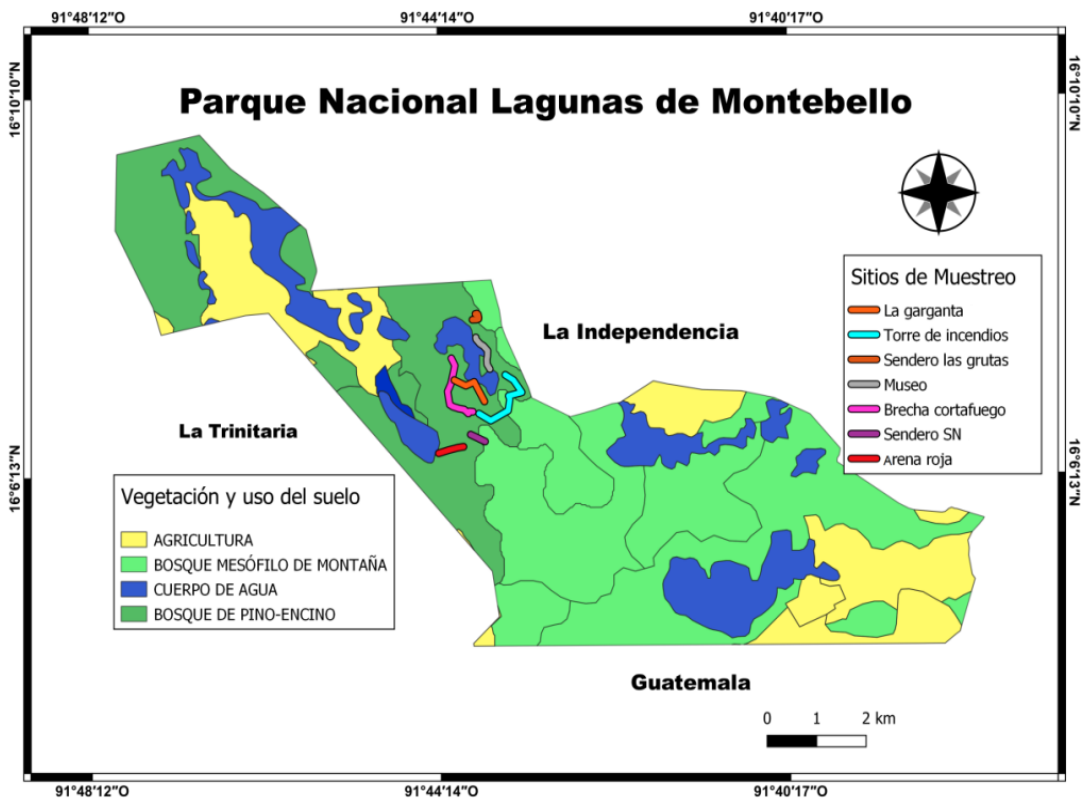 91°48'12"O 91°44'14"O 91°40'17"O
16°10'10"N
16°10'10"N
Parque Nacional Lagunas de Montebello
La Independencia
La Trinitaria
Sitios de Muestreo
La garganta
Torre de incendios
Sendero las grutas
Museo
Brecha cortafuego
Sendero SN
Arena roja
16°6'13"N
16°6'13"N
Vegetación y uso del suelo
AGRICULTURA
BOSQUE MESÓFILO DE MONTAÑA
CUERPO DE AGUA
BOSQUE DE PINO-ENCINO
Guatemala
0 1 2 km
91°48'12"O 91°44'14"O 91°40'17"O